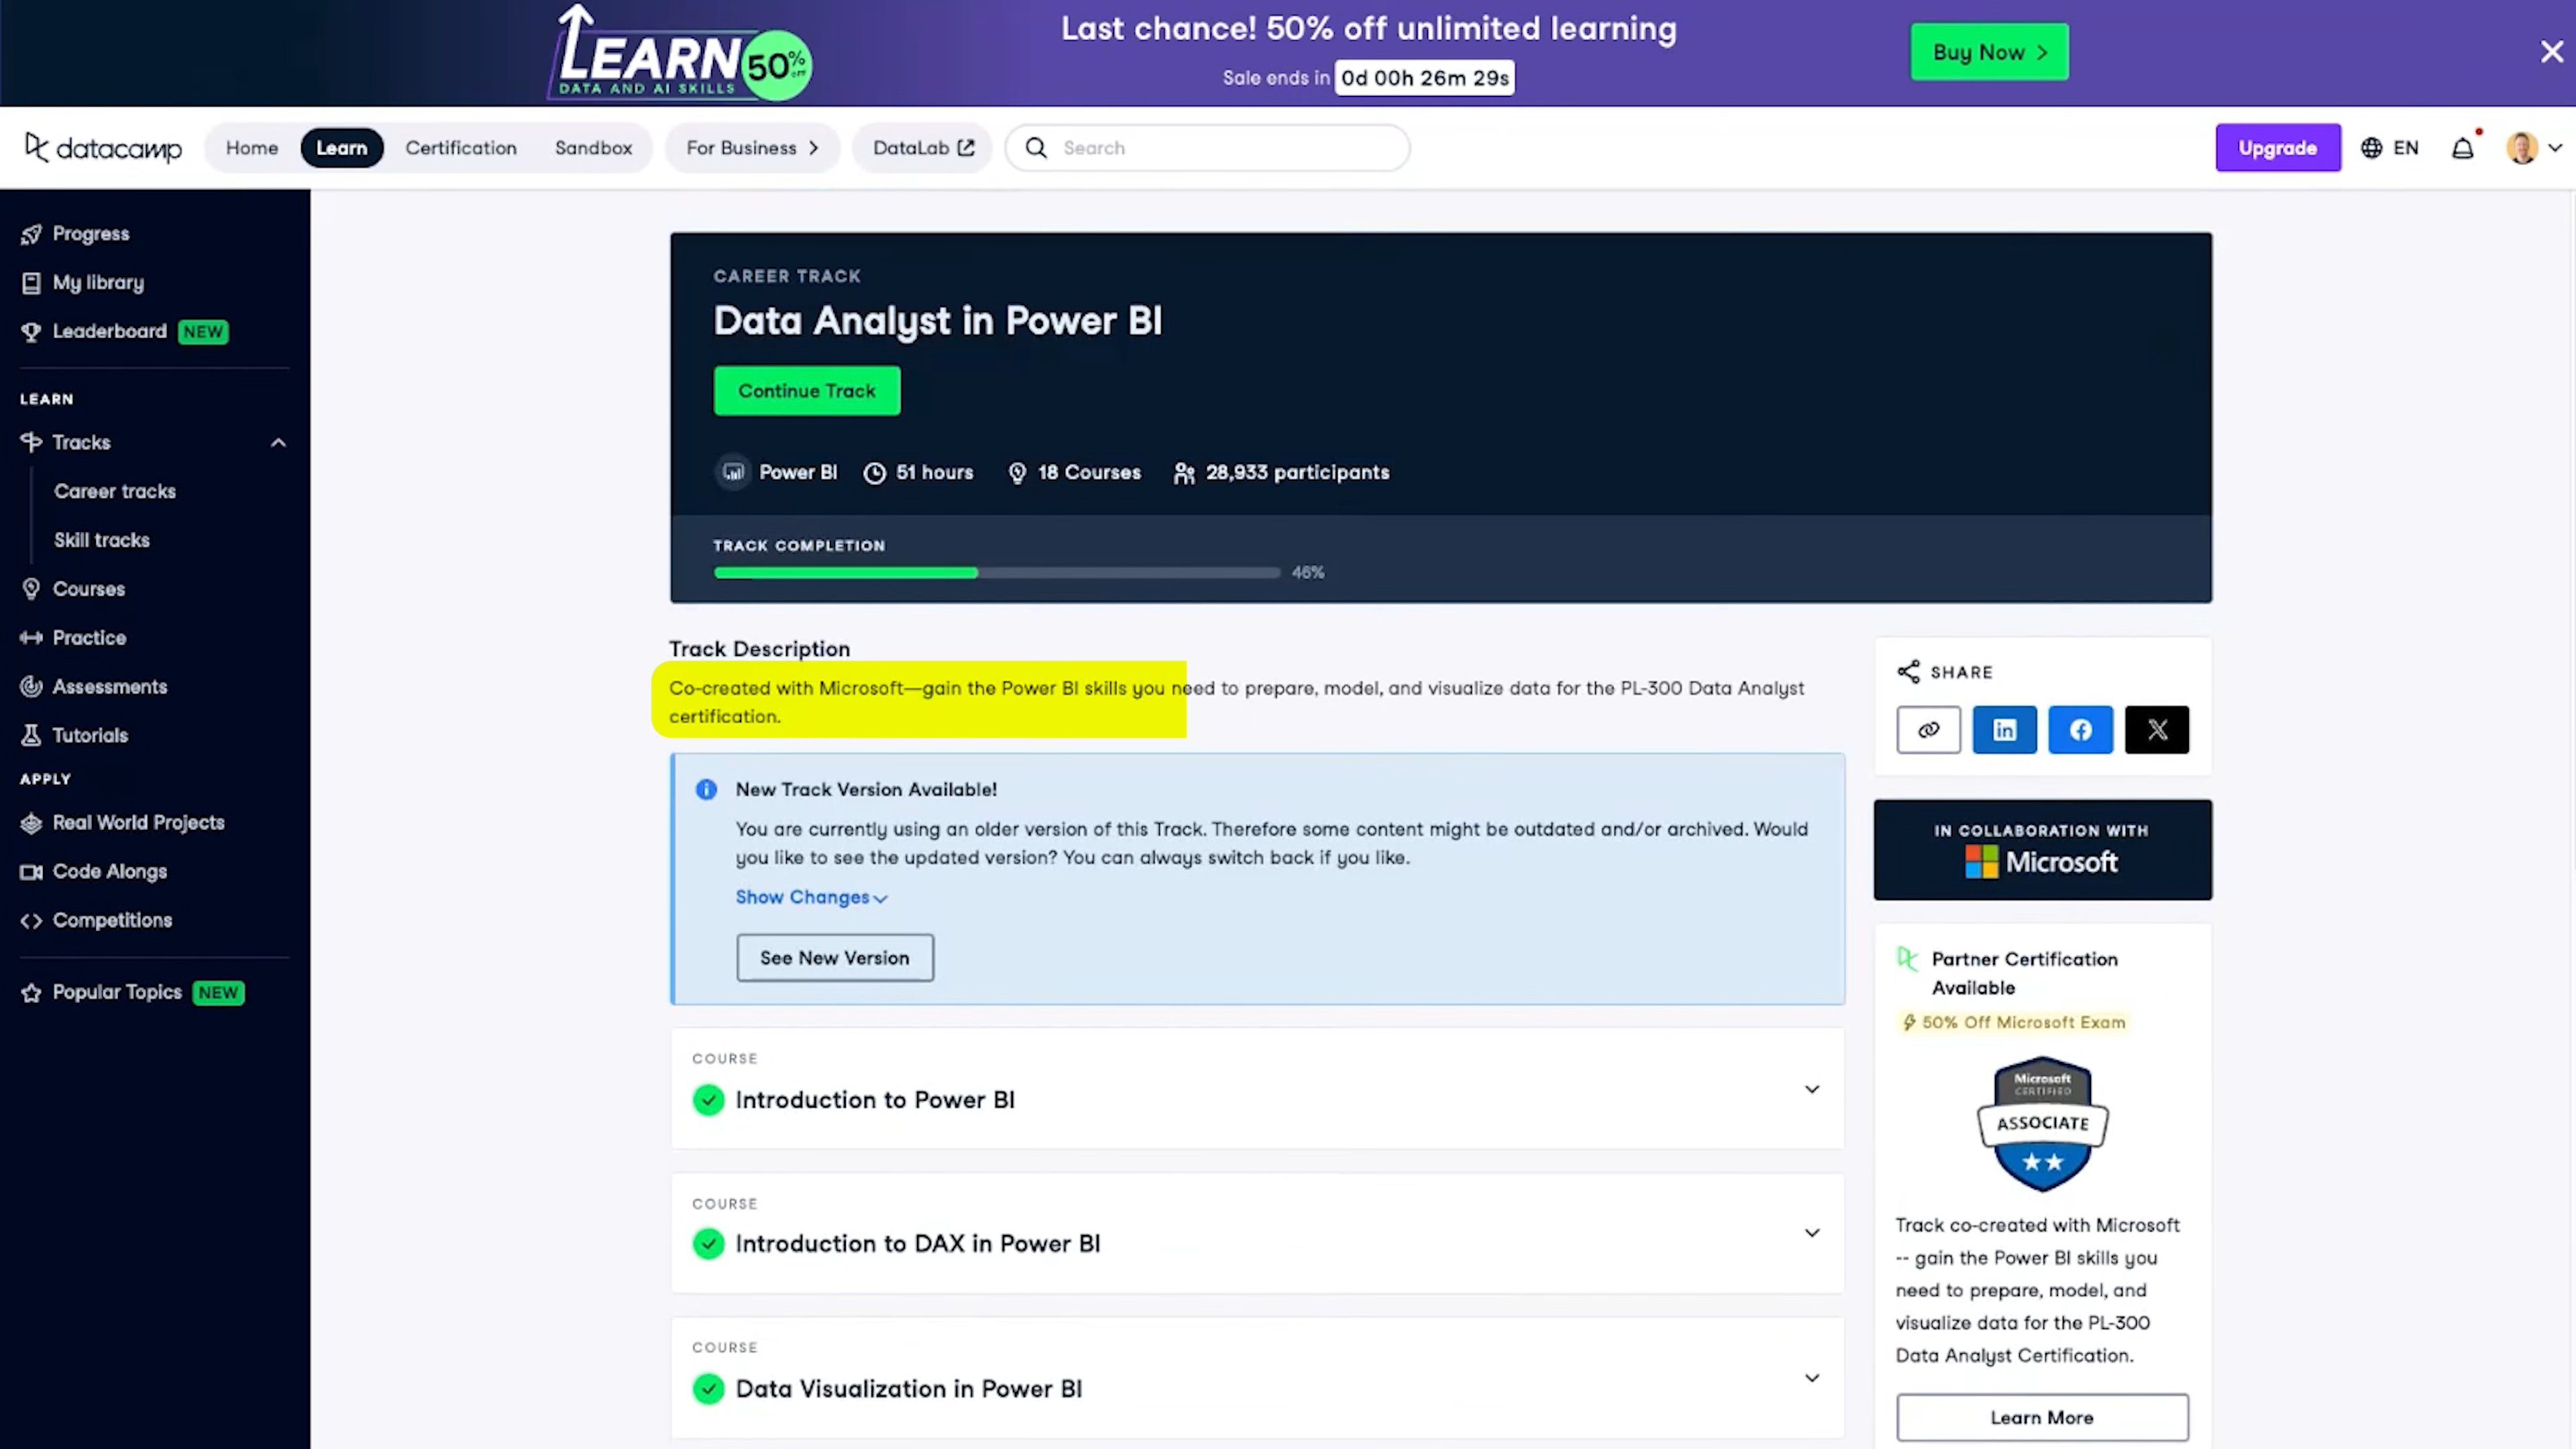 LEARN 50% OFF
DATA AND AI SKILLS
Last chance! 50% off unlimited learning
Sale ends in 0d 00h 26m 29s
Buy Now
datacamp
Home
Learn
Certification
Sandbox
For Business
DataLab
Search
Upgrade
EN
Progress
My library
Leaderboard NEW
LEARN
Tracks
Career tracks
Skill tracks
Courses
Practice
Assessments
Tutorials
APPLY
Real World Projects
Code Alongs
Competitions
Popular Topics NEW
CAREER TRACK
Data Analyst in Power BI
Continue Track
Power BI
51 hours
18 Courses
28,933 participants
TRACK COMPLETION
46%
Track Description
Co-created with Microsoft—gain the Power BI skills you need to prepare, model, and visualize data for the PL-300 Data Analyst
certification.
New Track Version Available!
You are currently using an older version of this Track. Therefore some content might be outdated and/or archived. Would
you like to see the updated version? You can always switch back if you like.
Show Changes
See New Version
COURSE
Introduction to Power BI
COURSE
Introduction to DAX in Power BI
COURSE
Data Visualization in Power BI
SHARE
in
IN COLLABORATION WITH
Microsoft
Partner Certification
Available
50% Off Microsoft Exam
Microsoft
CERTIFIED
ASSOCIATE
Track co-created with Microsoft
-- gain the Power BI skills you
need to prepare, model, and
visualize data for the PL-300
Data Analyst Certification.
Learn More